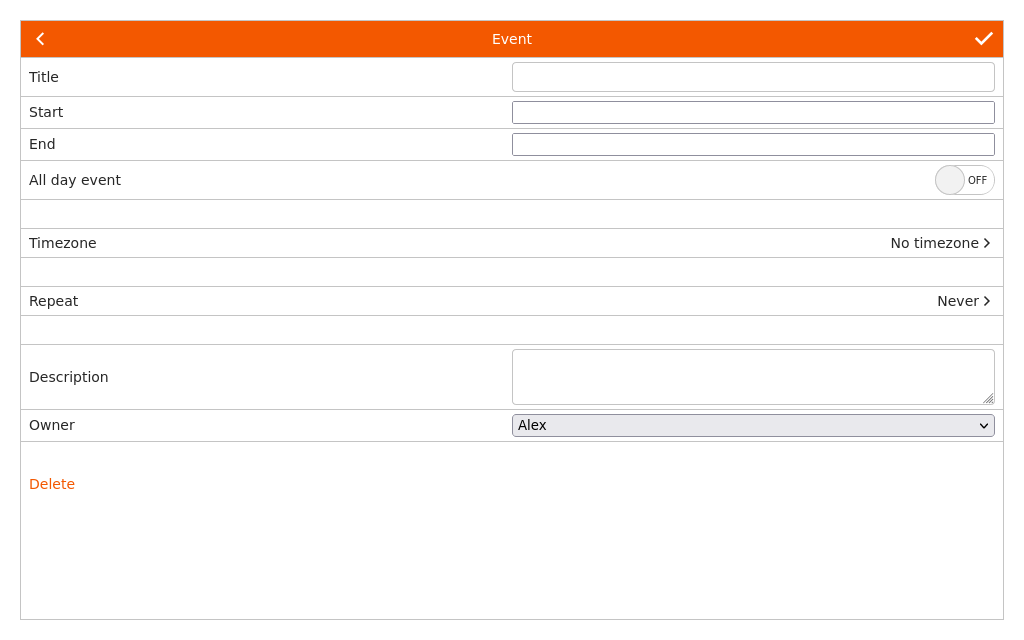 Event
Title
Start
End
All day event OFF
Timezone No timezone
Repeat Never
Description
Owner Alex
Delete